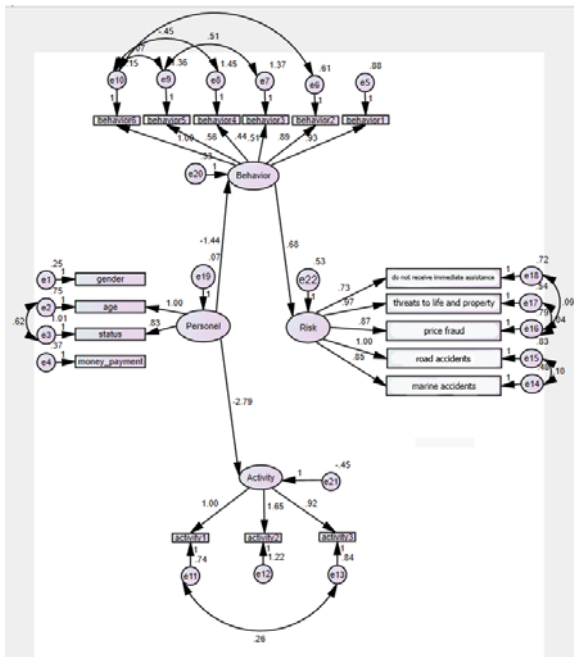 -.45 .51 .88
.07
.15 1.36 1.45 1.37 .61
e10 e9 e8 e7 e6 e5
1 1 1 1 1 1
behavior6 behavior5 behavior4 behavior3 behavior2 behavior1
1.00 .56 .44 .51 .89 .93
.33
e20 1 Behavior
-1.44 .68
.07 .53
e19 e22
1 1
.25
e1 1 gender
.75
e2 1 age 1.00
.62 1.01
e3 1 status .83
.37
e4 1 money_payment
Personel Risk
.73 do not receive immediate assistance 1 e18 .72
.97 threats to life and property 1 e17 .54
.09
.87 price fraud 1 e16 .79
.04
1.00 road accidents 1 e15 .83
.10
.85 marine accidents 1 e14
-2.79
Activity 1 e21 -.45
1.00 1.65 .92
activity1 activity2 activity3
1 1 1
.74 1.22 .84
e11 e12 e13
.26